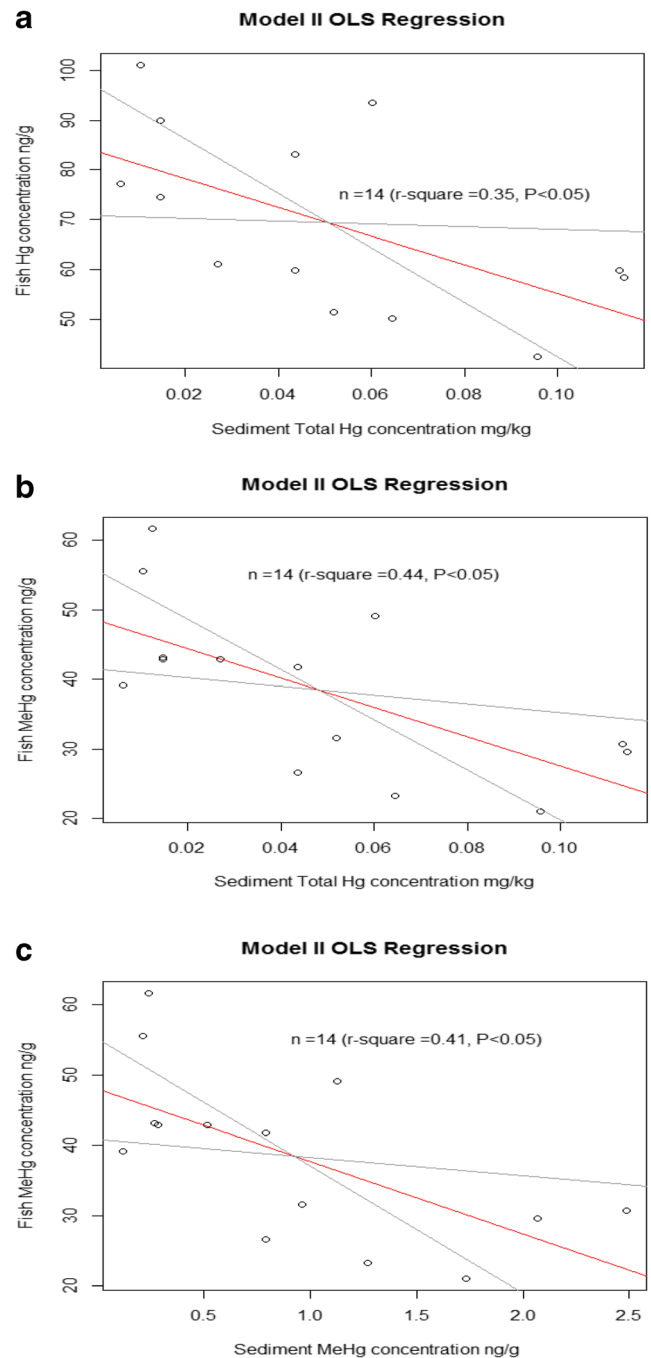 a
Model II OLS Regression
Fish Hg concentration ng/g
100
90
80
70
60
50
n =14 (r-square =0.35, P<0.05)
0.02 0.04 0.06 0.08 0.10
Sediment Total Hg concentration mg/kg
b
Model II OLS Regression
Fish MeHg concentration ng/g
60
50
40
30
20
n =14 (r-square =0.44, P<0.05)
0.02 0.04 0.06 0.08 0.10
Sediment Total Hg concentration mg/kg
c
Model II OLS Regression
Fish MeHg concentration ng/g
60
50
40
30
20
n =14 (r-square =0.41, P<0.05)
0.5 1.0 1.5 2.0 2.5
Sediment MeHg concentration ng/g